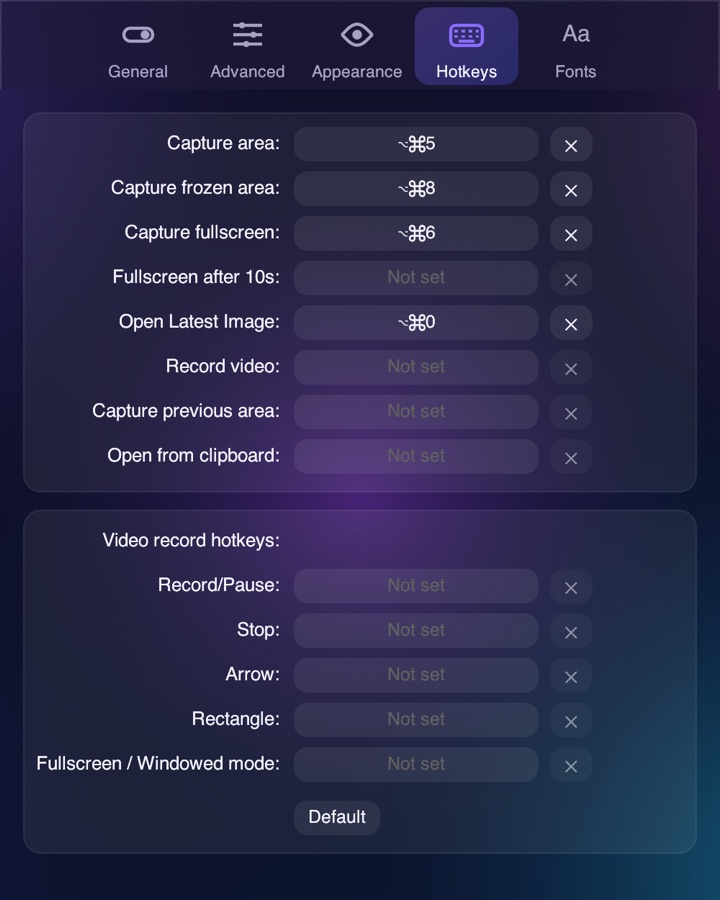 General Advanced Appearance Hotkeys Aa Fonts
Capture area: ⌥⌘5
Capture frozen area: ⌥⌘8
Capture fullscreen: ⌥⌘6
Fullscreen after 10s: Not set
Open Latest Image: ⌥⌘0
Record video: Not set
Capture previous area: Not set
Open from clipboard: Not set
Video record hotkeys:
Record/Pause: Not set
Stop: Not set
Arrow: Not set
Rectangle: Not set
Fullscreen / Windowed mode: Not set
Default